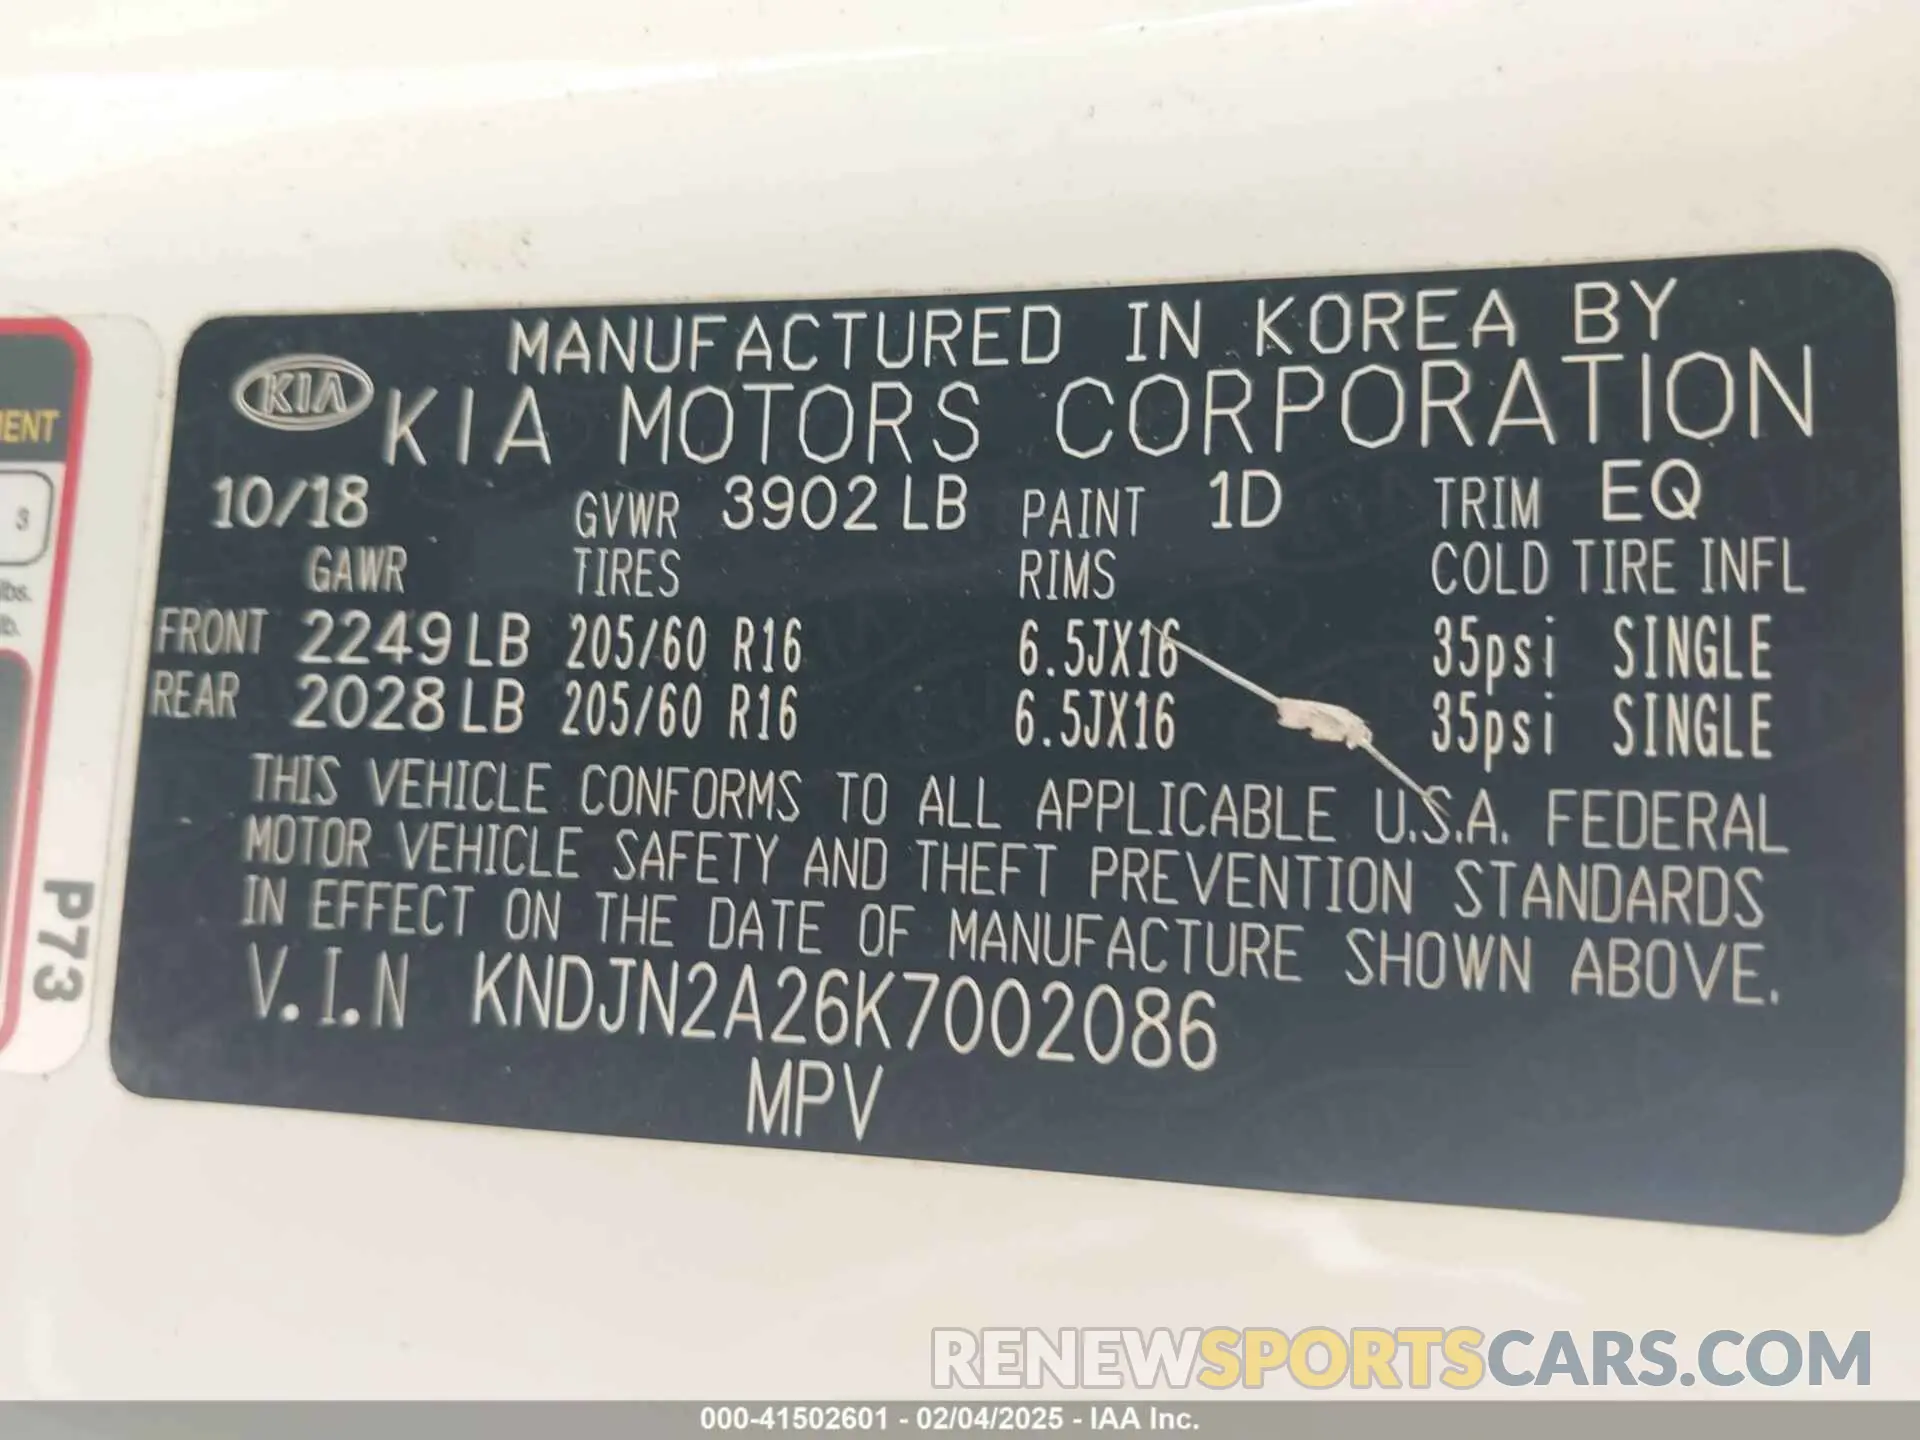 MANUFACTURED IN KOREA BY
KIA KIA MOTORS CORPORATION
10/18 GVWR 3902 LB PAINT 1D TRIM EQ
GAWR TIRES RIMS COLD TIRE INFL
FRONT 2249 LB 205/60 R16 6.5JX16 35psi SINGLE
REAR 2028 LB 205/60 R16 6.5JX16 35psi SINGLE
THIS VEHICLE CONFORMS TO ALL APPLICABLE U.S.A. FEDERAL
MOTOR VEHICLE SAFETY AND THEFT PREVENTION STANDARDS
IN EFFECT ON THE DATE OF MANUFACTURE SHOWN ABOVE.
V.I.N KNDJN2A26K7002086
MPV
3
lbs.
lb.
P73
RENEWSPORTSCARS.COM
000-41502601 - 02/04/2025 - IAA Inc.